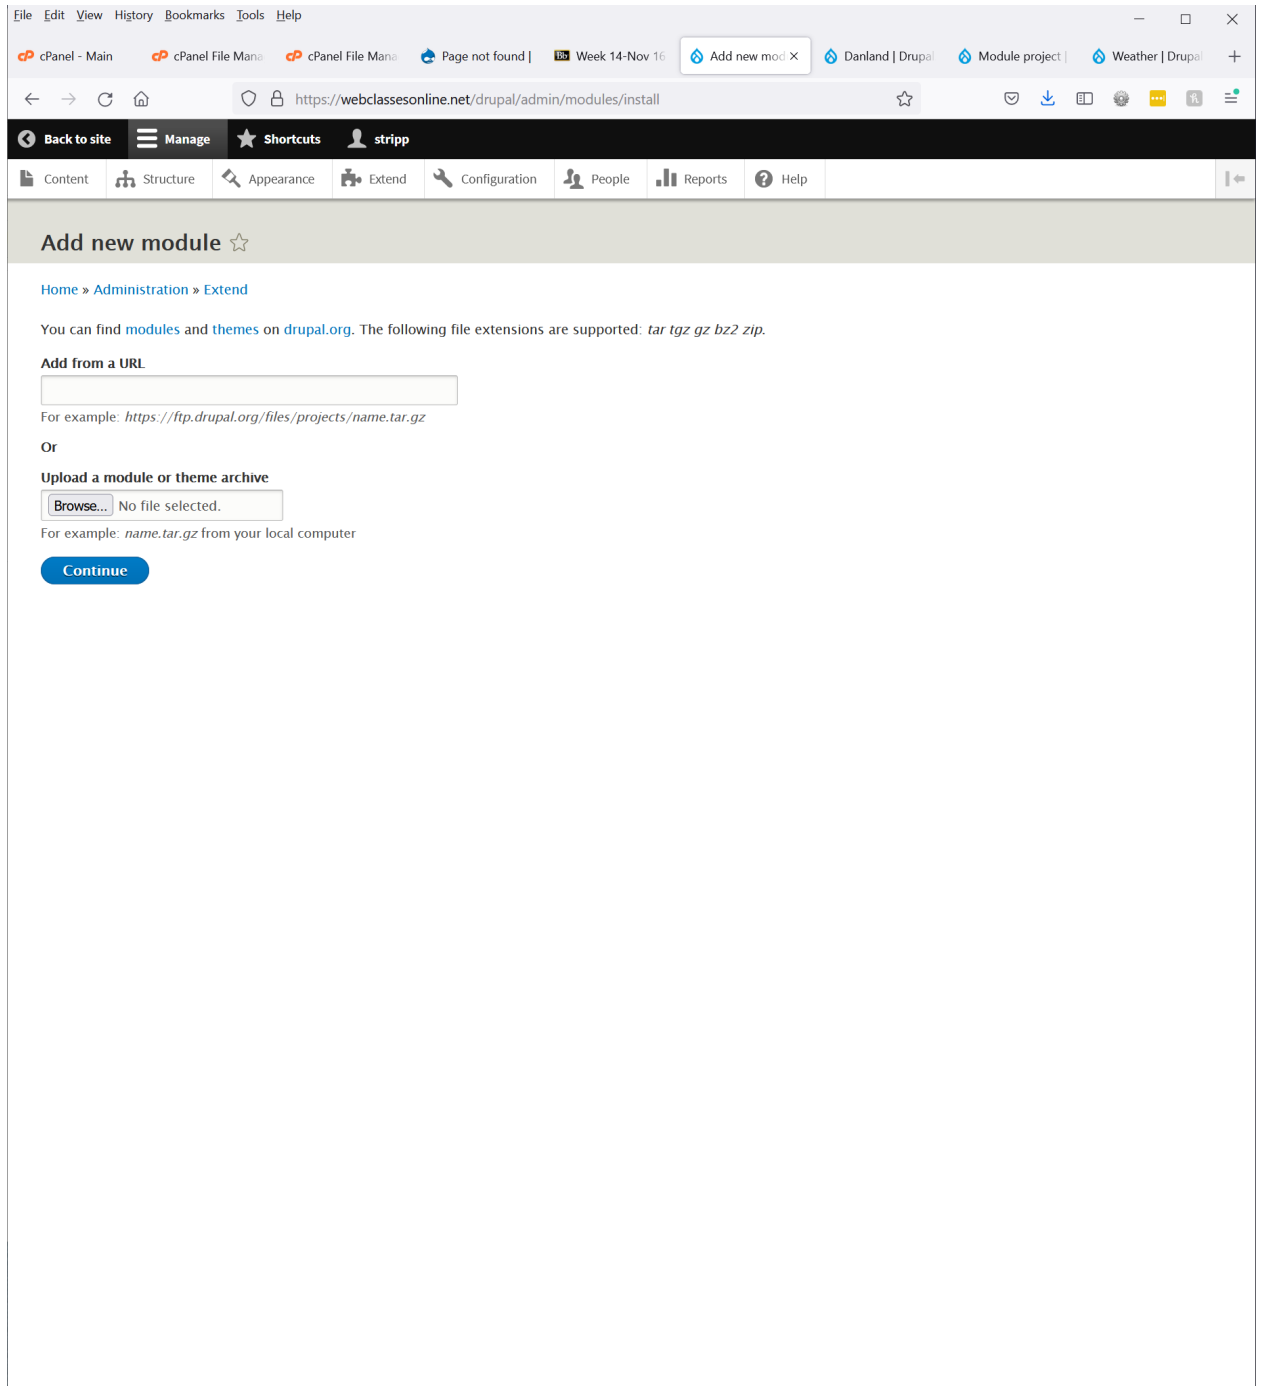 File Edit View History Bookmarks Tools Help
cPanel - Main cPanel File Mana cPanel File Mana Page not found | Bb Week 14-Nov 16 Add new mod Danland | Drupal Module project | Weather | Drupal
https://webclassesonline.net/drupal/admin/modules/install
Back to site Manage Shortcuts stripp
Content Structure Appearance Extend Configuration People Reports Help
Add new module
Home » Administration » Extend
You can find modules and themes on drupal.org. The following file extensions are supported: tar tgz gz bz2 zip.
Add from a URL
For example: https://ftp.drupal.org/files/projects/name.tar.gz
Or
Upload a module or theme archive
Browse... No file selected.
For example: name.tar.gz from your local computer
Continue